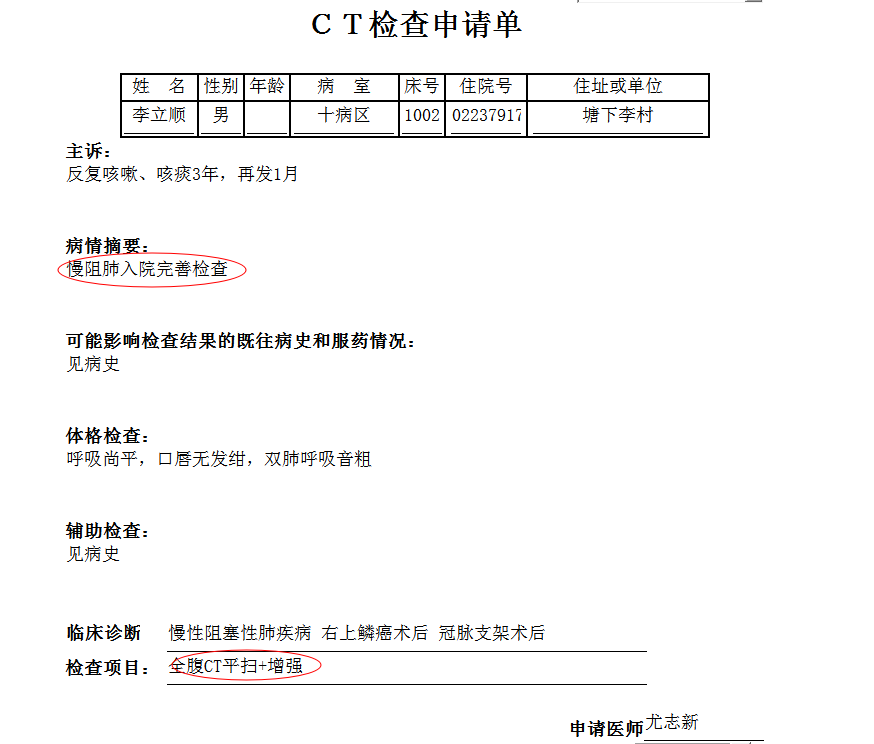 CT检查申请单
姓 名 性别 年龄 病 室 床号 住院号 住址或单位
李立顺 男 十病区 1002 02237917 塘下李村
主诉：
反复咳嗽、咳痰3年，再发1月
病情摘要：
慢阻肺入院完善检查
可能影响检查结果的既往病史和服药情况：
见病史
体格检查：
呼吸尚平，口唇无发绀，双肺呼吸音粗
辅助检查：
见病史
临床诊断 慢性阻塞性肺疾病 右上鳞癌术后 冠脉支架术后
检查项目： 全腹CT平扫+增强
申请医师 尤志新